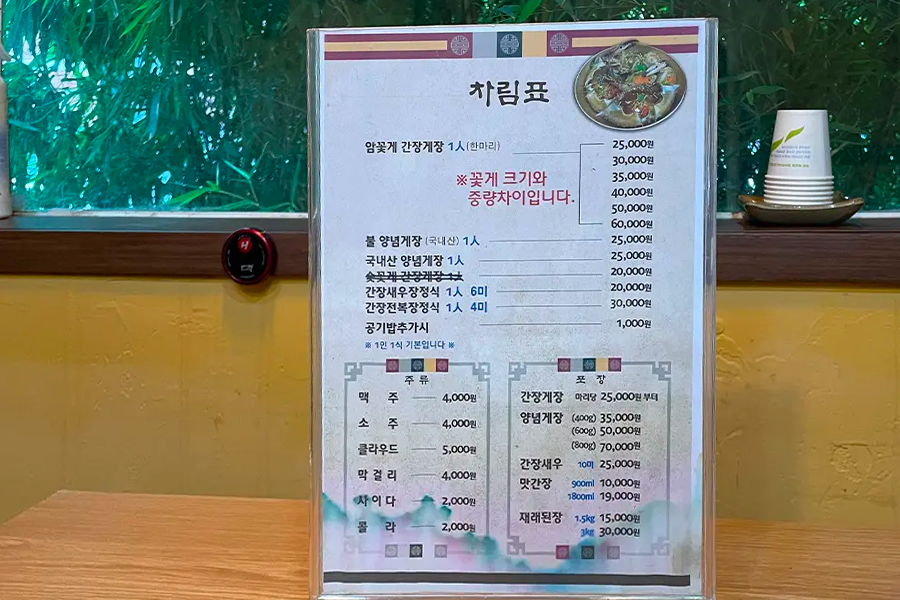 차림표
암꽃게 간장게장 1人(한마리) 25,000원
30,000원
35,000원
40,000원
50,000원
60,000원
※꽃게 크기와
중량차이입니다.
불 양념게장 (국내산) 1人 25,000원
국내산 양념게장 1人 25,000원
숫꽃게 간장게장 1人 20,000원
간장새우장정식 1人 6미 20,000원
간장전복장정식 1人 4미 30,000원
공기밥추가시 1,000원
※ 1인 1식 기본입니다 ※
주 류
맥 주 4,000원
소 주 4,000원
클라우드 5,000원
막걸리 4,000원
사이다 2,000원
콜 라 2,000원
포 장
간장게장 마리당 25,000원 부터
양념게장 (400g) 35,000원
(600g) 50,000원
(800g) 70,000원
간장새우 10미 25,000원
맛간장 900ml 10,000원
1800ml 19,000원
재래된장 1.5kg 15,000원
3kg 30,000원